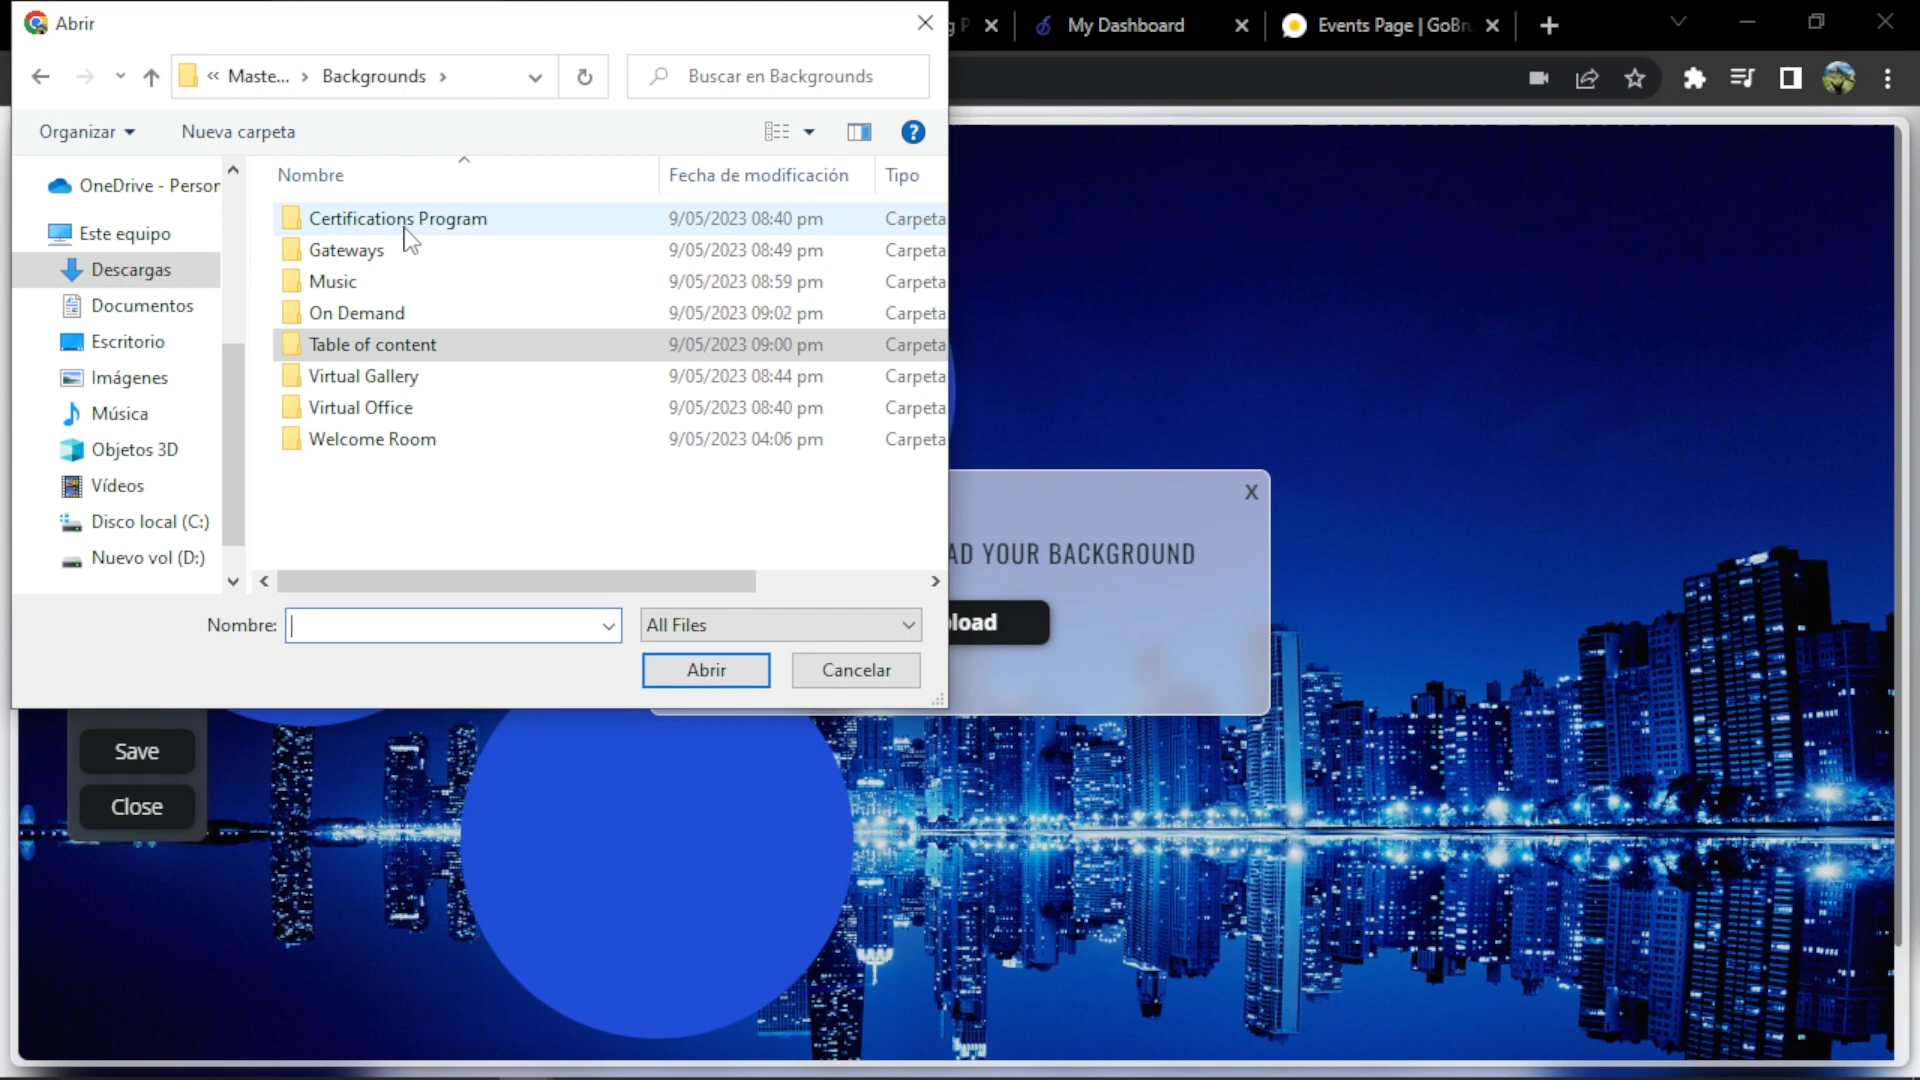 Abrir
g P
My Dashboard
Events Page | GoBr
« Maste... › Backgrounds ›
Buscar en Backgrounds
Organizar
Nueva carpeta
Nombre
Fecha de modificación
Tipo
OneDrive - Person
Este equipo
Descargas
Documentos
Escritorio
Imágenes
Música
Objetos 3D
Vídeos
Disco local (C:)
Nuevo vol (D:)
Certifications Program 9/05/2023 08:40 pm Carpeta
Gateways 9/05/2023 08:49 pm Carpeta
Music 9/05/2023 08:59 pm Carpeta
On Demand 9/05/2023 09:02 pm Carpeta
Table of content 9/05/2023 09:00 pm Carpeta
Virtual Gallery 9/05/2023 08:44 pm Carpeta
Virtual Office 9/05/2023 08:40 pm Carpeta
Welcome Room 9/05/2023 04:06 pm Carpeta
Nombre:
All Files
Abrir
Cancelar
X
AD YOUR BACKGROUND
load
Save
Close